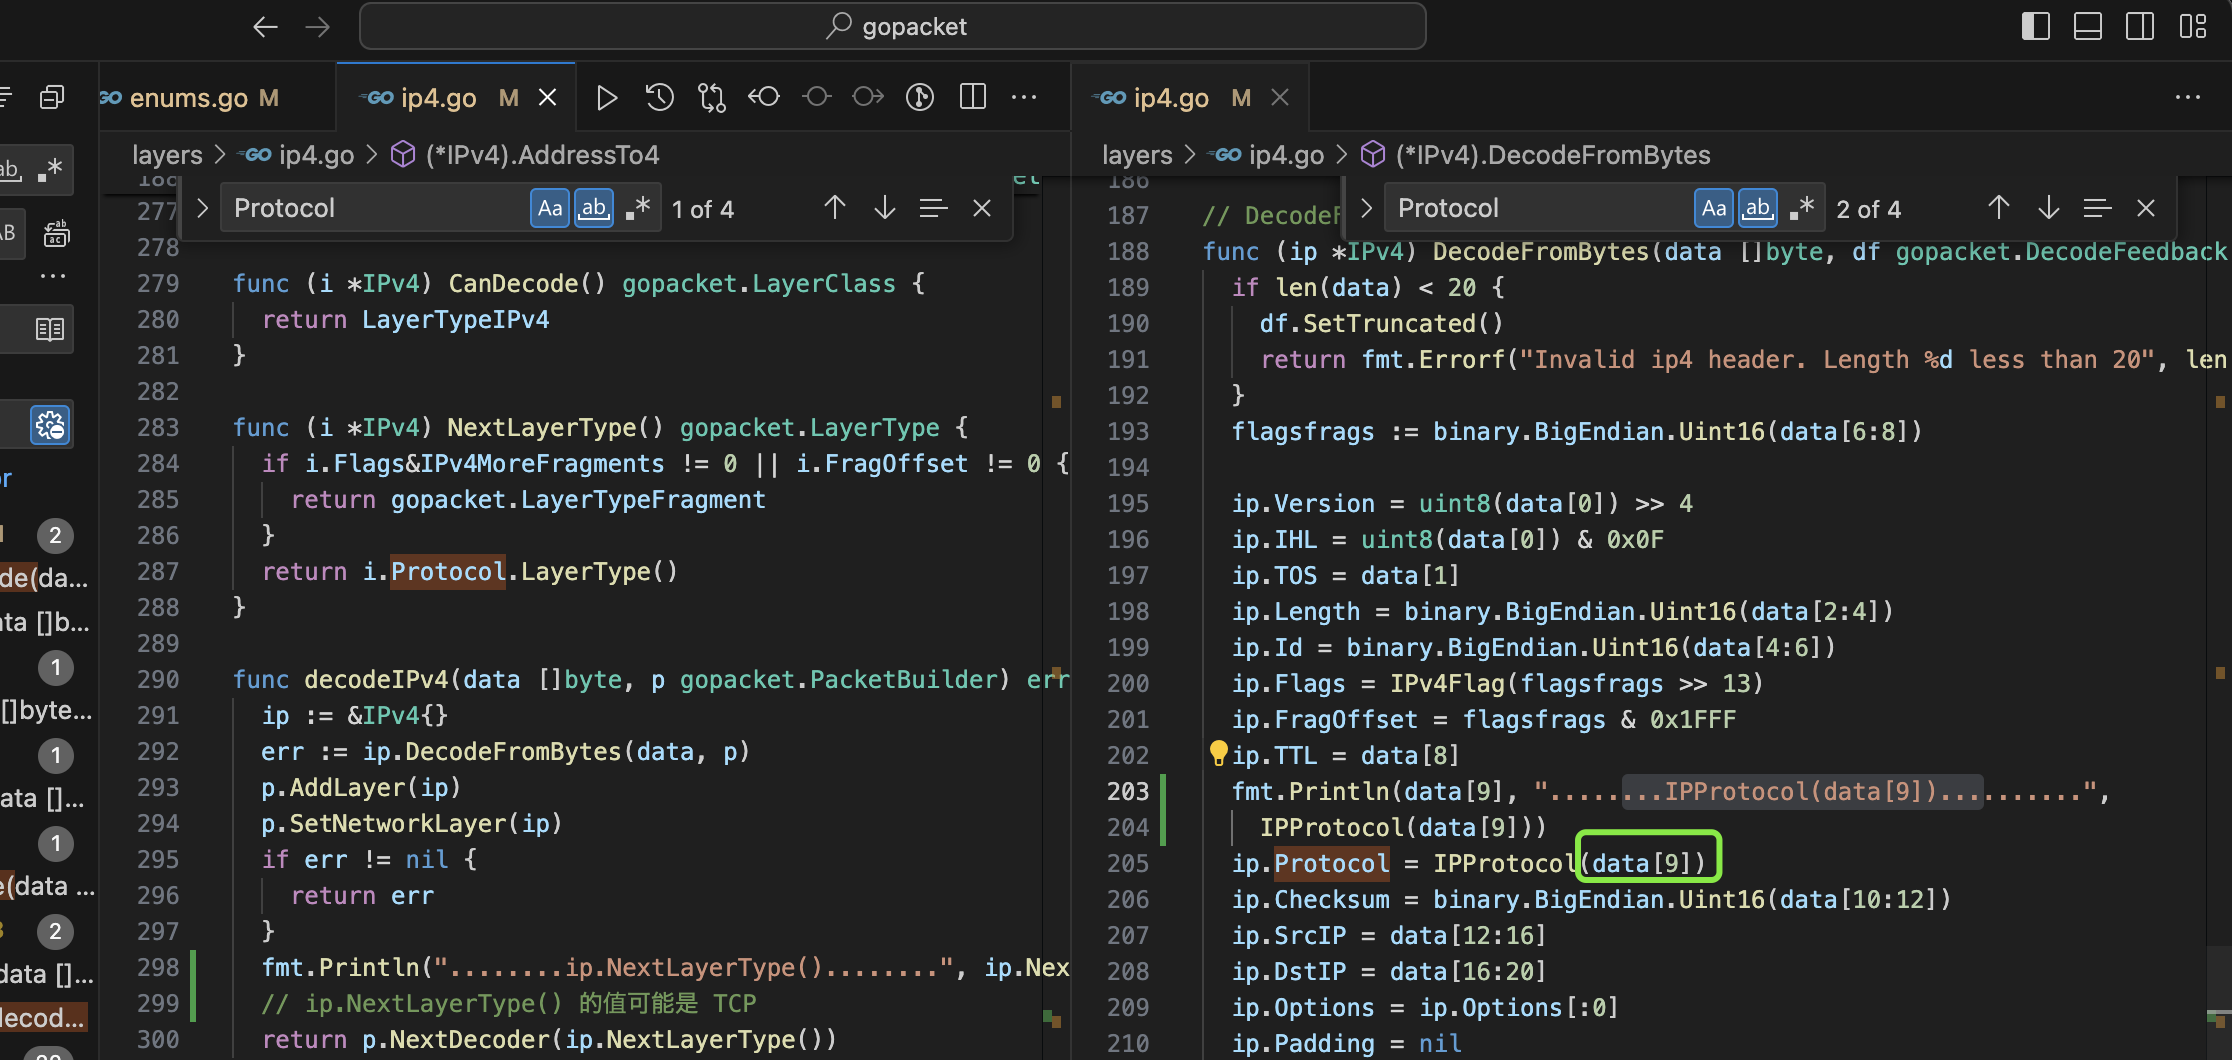 gopacket
enums.go M
ip4.go M
layers > ip4.go > (*IPv4).AddressTo4
Protocol Aa ab .* 1 of 4
277
278
279 func (i *IPv4) CanDecode() gopacket.LayerClass {
280 return LayerTypeIPv4
281 }
282
283 func (i *IPv4) NextLayerType() gopacket.LayerType {
284 if i.Flags&IPv4MoreFragments != 0 || i.FragOffset != 0 {
285 return gopacket.LayerTypeFragment
286 }
287 return i.Protocol.LayerType()
288 }
289
290 func decodeIPv4(data []byte, p gopacket.PacketBuilder) err
291 ip := &IPv4{}
292 err := ip.DecodeFromBytes(data, p)
293 p.AddLayer(ip)
294 p.SetNetworkLayer(ip)
295 if err != nil {
296 return err
297 }
298 fmt.Println("........ip.NextLayerType()........", ip.Nex
299 // ip.NextLayerType() 的值可能是 TCP
300 return p.NextDecoder(ip.NextLayerType())
ip4.go M
layers > ip4.go > (*IPv4).DecodeFromBytes
Protocol Aa ab .* 2 of 4
186
187 // DecodeF
188 func (ip *IPv4) DecodeFromBytes(data []byte, df gopacket.DecodeFeedback
189 if len(data) < 20 {
190 df.SetTruncated()
191 return fmt.Errorf("Invalid ip4 header. Length %d less than 20", len
192 }
193 flagsfrags := binary.BigEndian.Uint16(data[6:8])
194
195 ip.Version = uint8(data[0]) >> 4
196 ip.IHL = uint8(data[0]) & 0x0F
197 ip.TOS = data[1]
198 ip.Length = binary.BigEndian.Uint16(data[2:4])
199 ip.Id = binary.BigEndian.Uint16(data[4:6])
200 ip.Flags = IPv4Flag(flagsfrags >> 13)
201 ip.FragOffset = flagsfrags & 0x1FFF
202 ip.TTL = data[8]
203 fmt.Println(data[9], ".........IPProtocol(data[9])..........",
204 IPProtocol(data[9]))
205 ip.Protocol = IPProtocol(data[9])
206 ip.Checksum = binary.BigEndian.Uint16(data[10:12])
207 ip.SrcIP = data[12:16]
208 ip.DstIP = data[16:20]
209 ip.Options = ip.Options[:0]
210 ip.Padding = nil
ab .*
AB
...
or
2
de(da...
ta []b...
1
[]byte...
1
ata []...
1
e(data ...
2
data []...
decod...